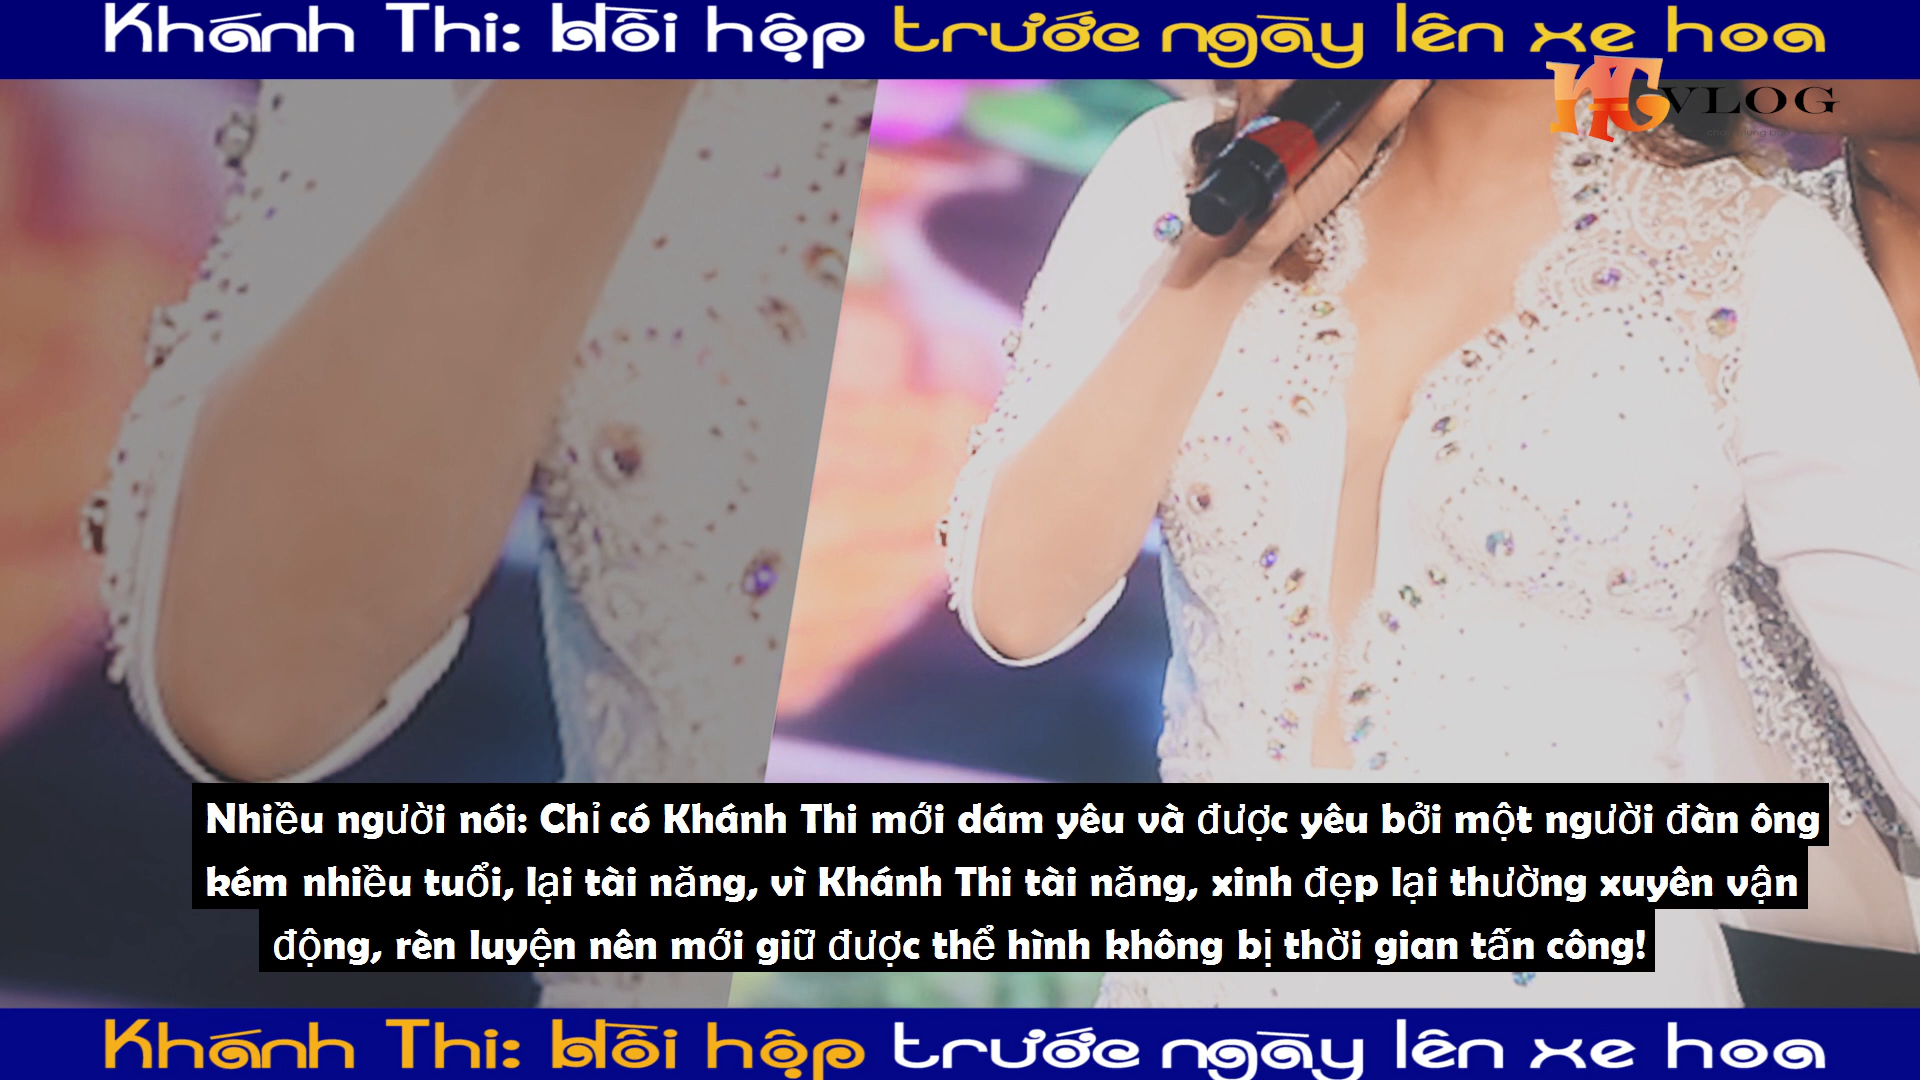 Khánh Thi: Hồi hộp trước ngày lên xe hoa
NTG VLOG
Nhiều người nói: Chỉ có Khánh Thi mới dám yêu và được yêu bởi một người đàn ông
kém nhiều tuổi, lại tài năng, vì Khánh Thi tài năng, xinh đẹp lại thường xuyên vận
động, rèn luyện nên mới giữ được thể hình không bị thời gian tấn công!
Khánh Thi: Hồi hộp trước ngày lên xe hoa